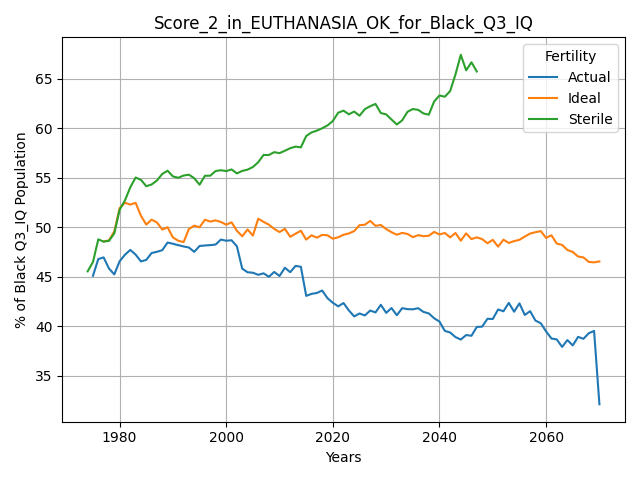 Score_2_in_EUTHANASIA_OK_for_Black_Q3_IQ
Fertility
Actual
Ideal
Sterile
% of Black Q3_IQ Population
65
60
55
50
45
40
35
1980
2000
2020
2040
2060
Years